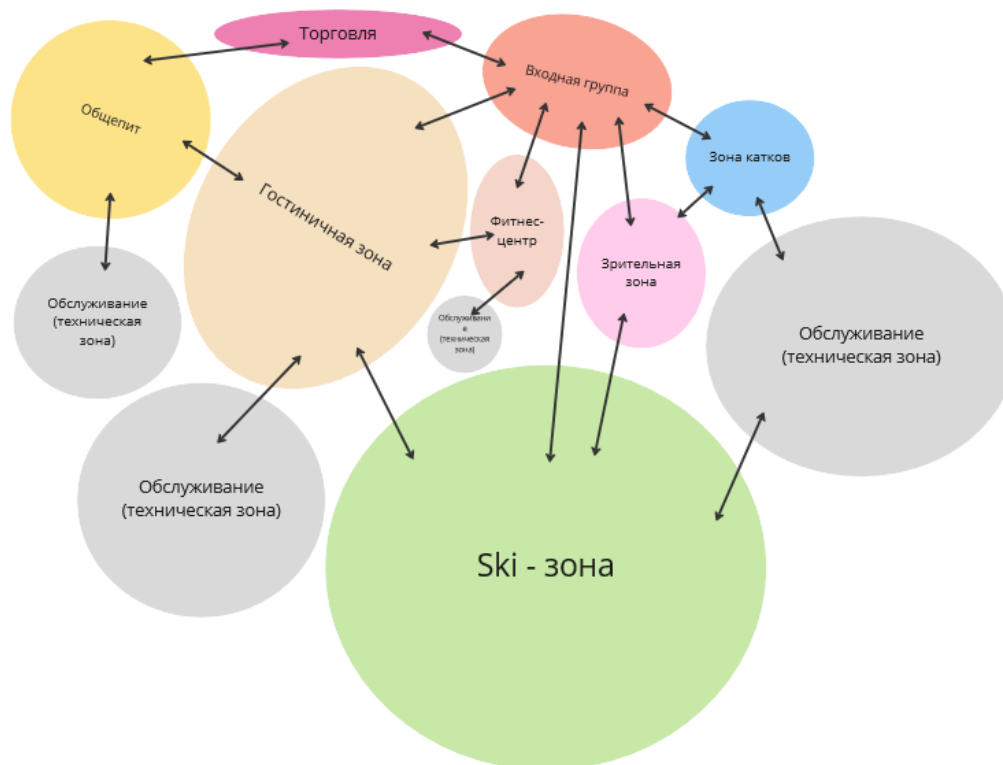 Торговля
Входная группа
Общепит
Зона катков
Гостиничная зона
Фитнес-
центр
Зрительная
зона
Обслуживание
(техническая
зона)
Обслуживани
е
(техническая
зона)
Обслуживание
(техническая зона)
Обслуживание
(техническая зона)
Ski - зона